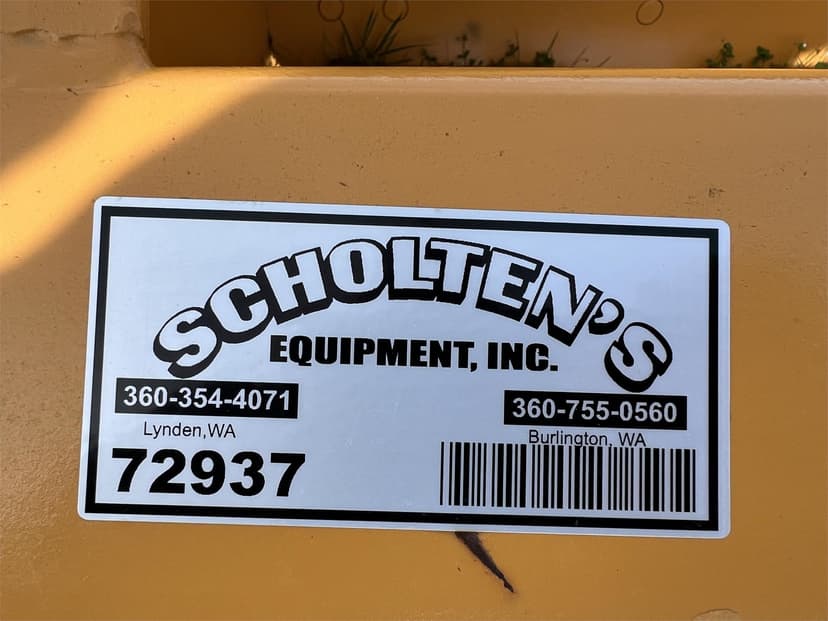 SCHOLTEN'S
EQUIPMENT, INC.
360-354-4071
Lynden,WA
360-755-0560
Burlington, WA
72937